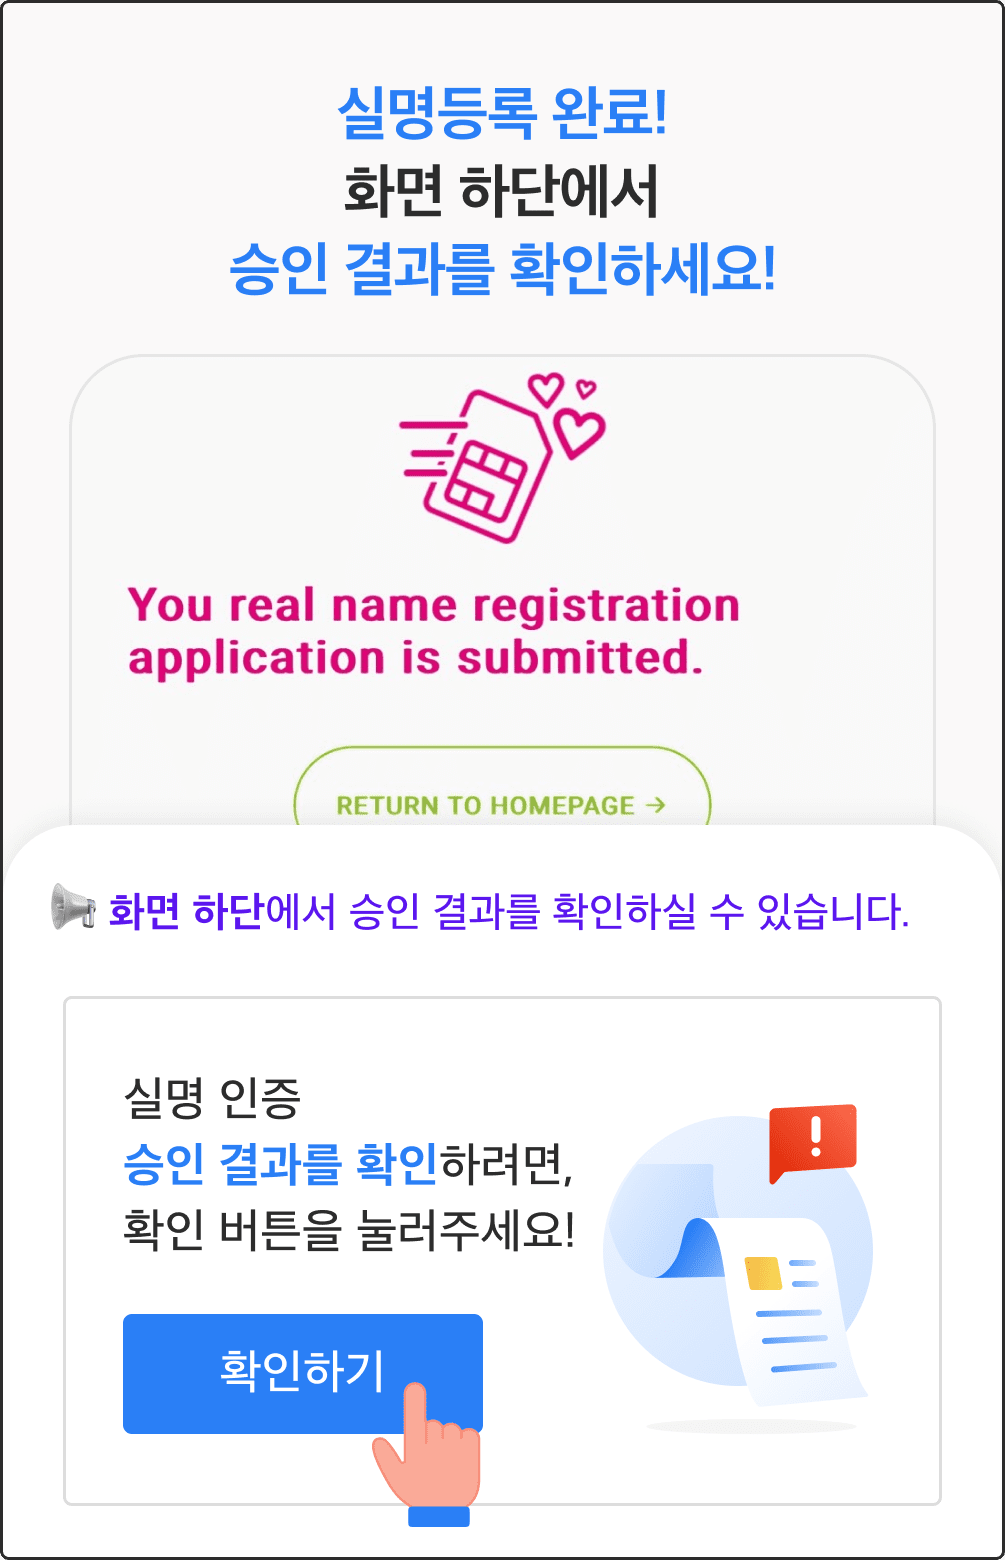 실명등록 완료!
화면 하단에서
승인 결과를 확인하세요!
You real name registration
application is submitted.
RETURN TO HOMEPAGE →
화면 하단에서 승인 결과를 확인하실 수 있습니다.
실명 인증
승인 결과를 확인하려면,
확인 버튼을 눌러주세요!
확인하기